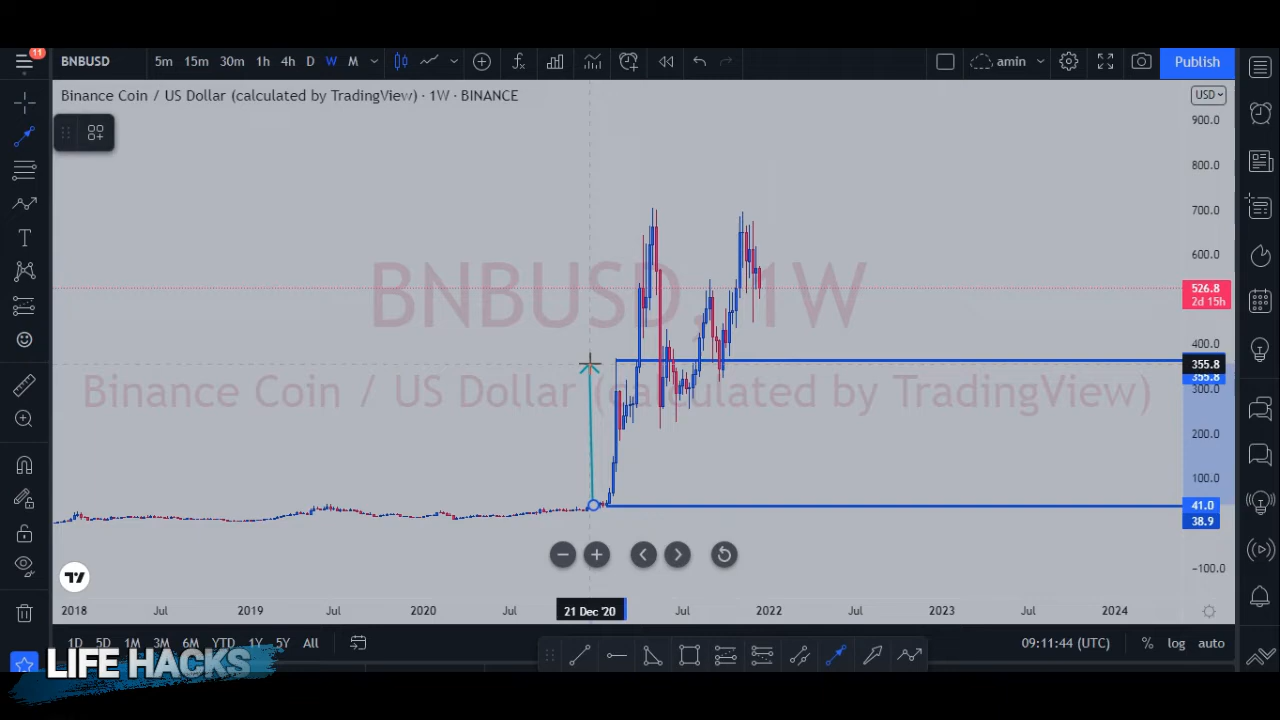 11
BNBUSD
5m 15m 30m 1h 4h D W M
amin
Publish
Binance Coin / US Dollar (calculated by TradingView) · 1W · BINANCE
USD
900.0
800.0
700.0
600.0
BNBUSD, 1W
526.8
2d 15h
400.0
355.8
355.8
300.0
Binance Coin / US Dollar (calculated by TradingView)
200.0
100.0
41.0
38.9
-100.0
2018 Jul 2019 Jul 2020 Jul 21 Dec '20 Jul 2022 Jul 2023 Jul 2024
1D 5D 1M 3M 6M YTD 1Y 5Y All
09:11:44 (UTC) % log auto
LIFE HACKS